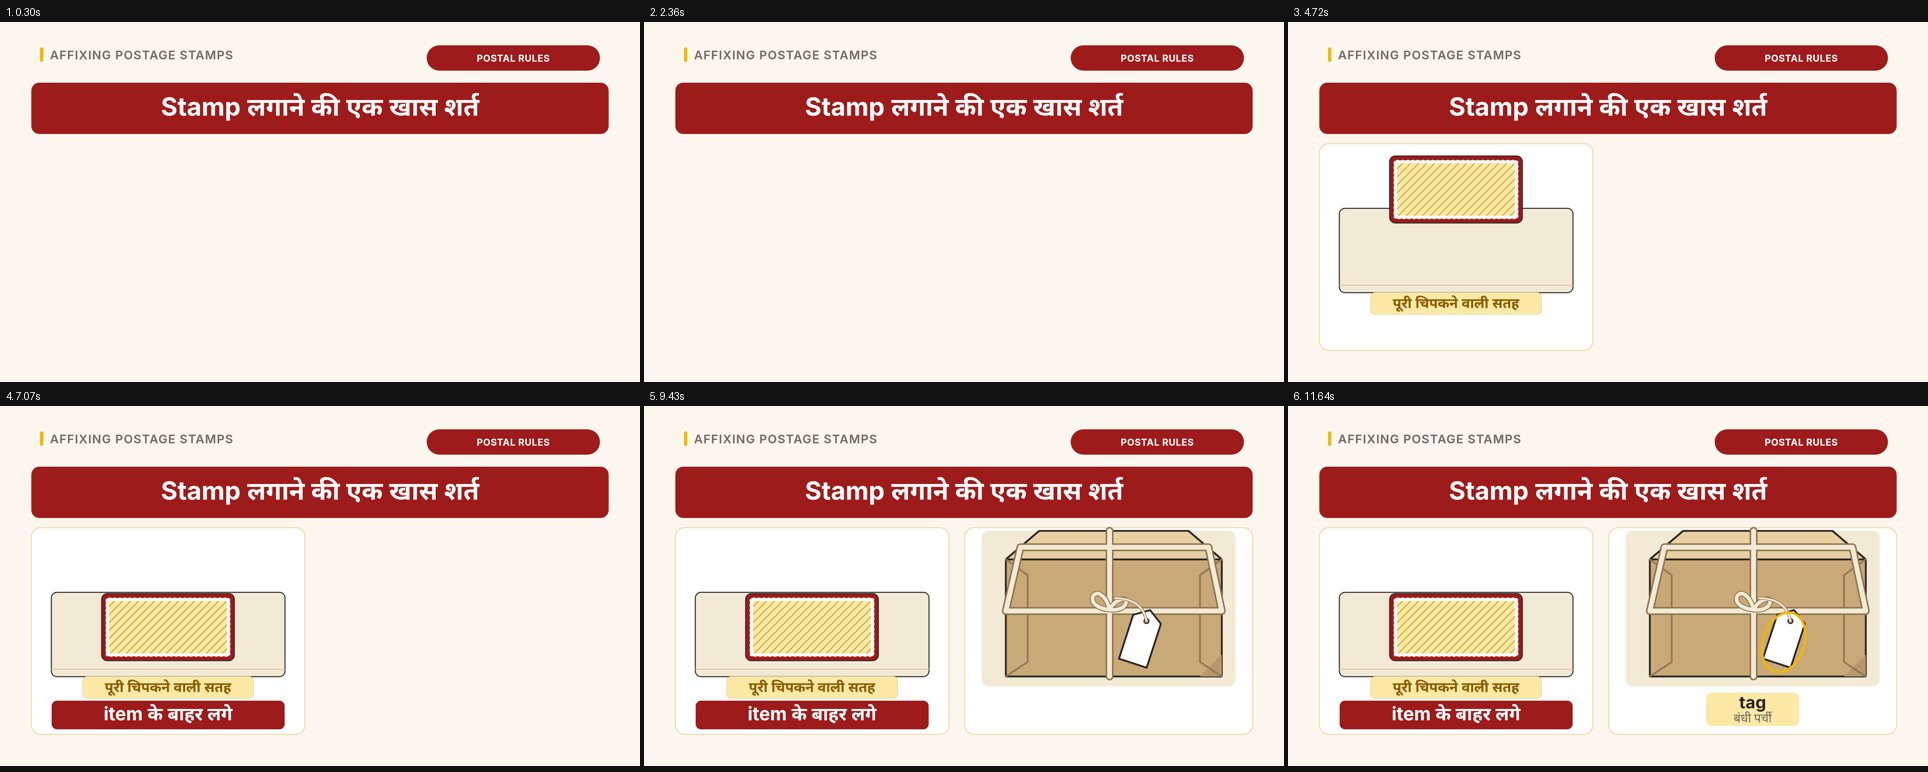 1. 0.30s
AFFIXING POSTAGE STAMPS
POSTAL RULES
Stamp लगाने की एक खास शर्त
2. 2.36s
AFFIXING POSTAGE STAMPS
POSTAL RULES
Stamp लगाने की एक खास शर्त
3. 4.72s
AFFIXING POSTAGE STAMPS
POSTAL RULES
Stamp लगाने की एक खास शर्त
पूरी चिपकने वाली सतह
4. 7.07s
AFFIXING POSTAGE STAMPS
POSTAL RULES
Stamp लगाने की एक खास शर्त
पूरी चिपकने वाली सतह
item के बाहर लगे
5. 9.43s
AFFIXING POSTAGE STAMPS
POSTAL RULES
Stamp लगाने की एक खास शर्त
पूरी चिपकने वाली सतह
item के बाहर लगे
6. 11.64s
AFFIXING POSTAGE STAMPS
POSTAL RULES
Stamp लगाने की एक खास शर्त
पूरी चिपकने वाली सतह
item के बाहर लगे
tag
बंधी पर्ची